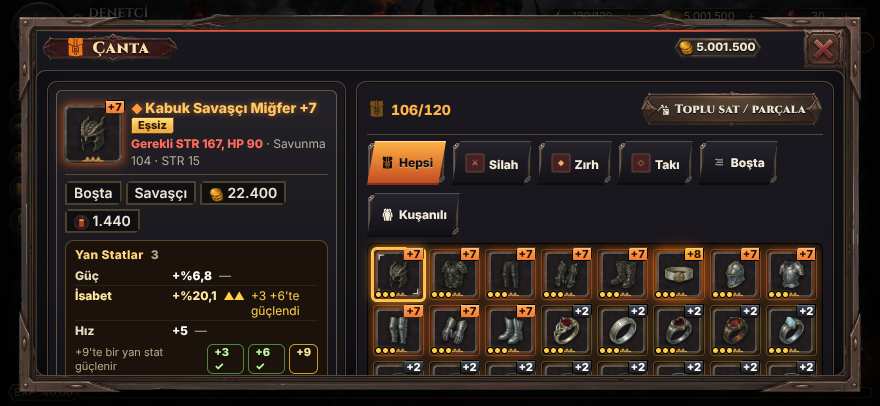 DENETÇİ
ÇANTA
5.001.500
+7
Kabuk Savaşçı Miğfer +7
Eşsiz
Gerekli STR 167, HP 90 · Savunma
104 · STR 15
Boşta
Savaşçı
22.400
1.440
Yan Statlar 3
Güç +%6,8 —
İsabet +%20,1 ▲▲ +3 +6'te
güçlendi
Hız +5 —
+9'te bir yan stat
güçlenir
+3 ✓
+6 ✓
+9
106/120
TOPLU SAT / PARÇALA
Hepsi
Silah
Zırh
Takı
Boşta
Kuşanılı
+7 +7 +7 +7 +7 +8 +7 +7
+7 +7 +7 +2 +2 +2 +2 +2
+2 +2 +2 +2 +2 +2 +2 +2